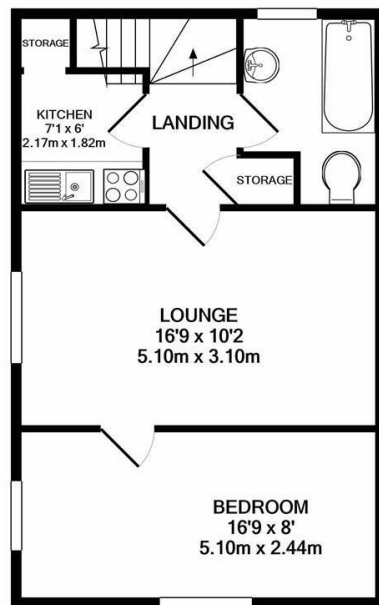 STORAGE
KITCHEN
7'1 x 6'
2.17m x 1.82m
LANDING
STORAGE
LOUNGE
16'9 x 10'2
5.10m x 3.10m
BEDROOM
16'9 x 8'
5.10m x 2.44m